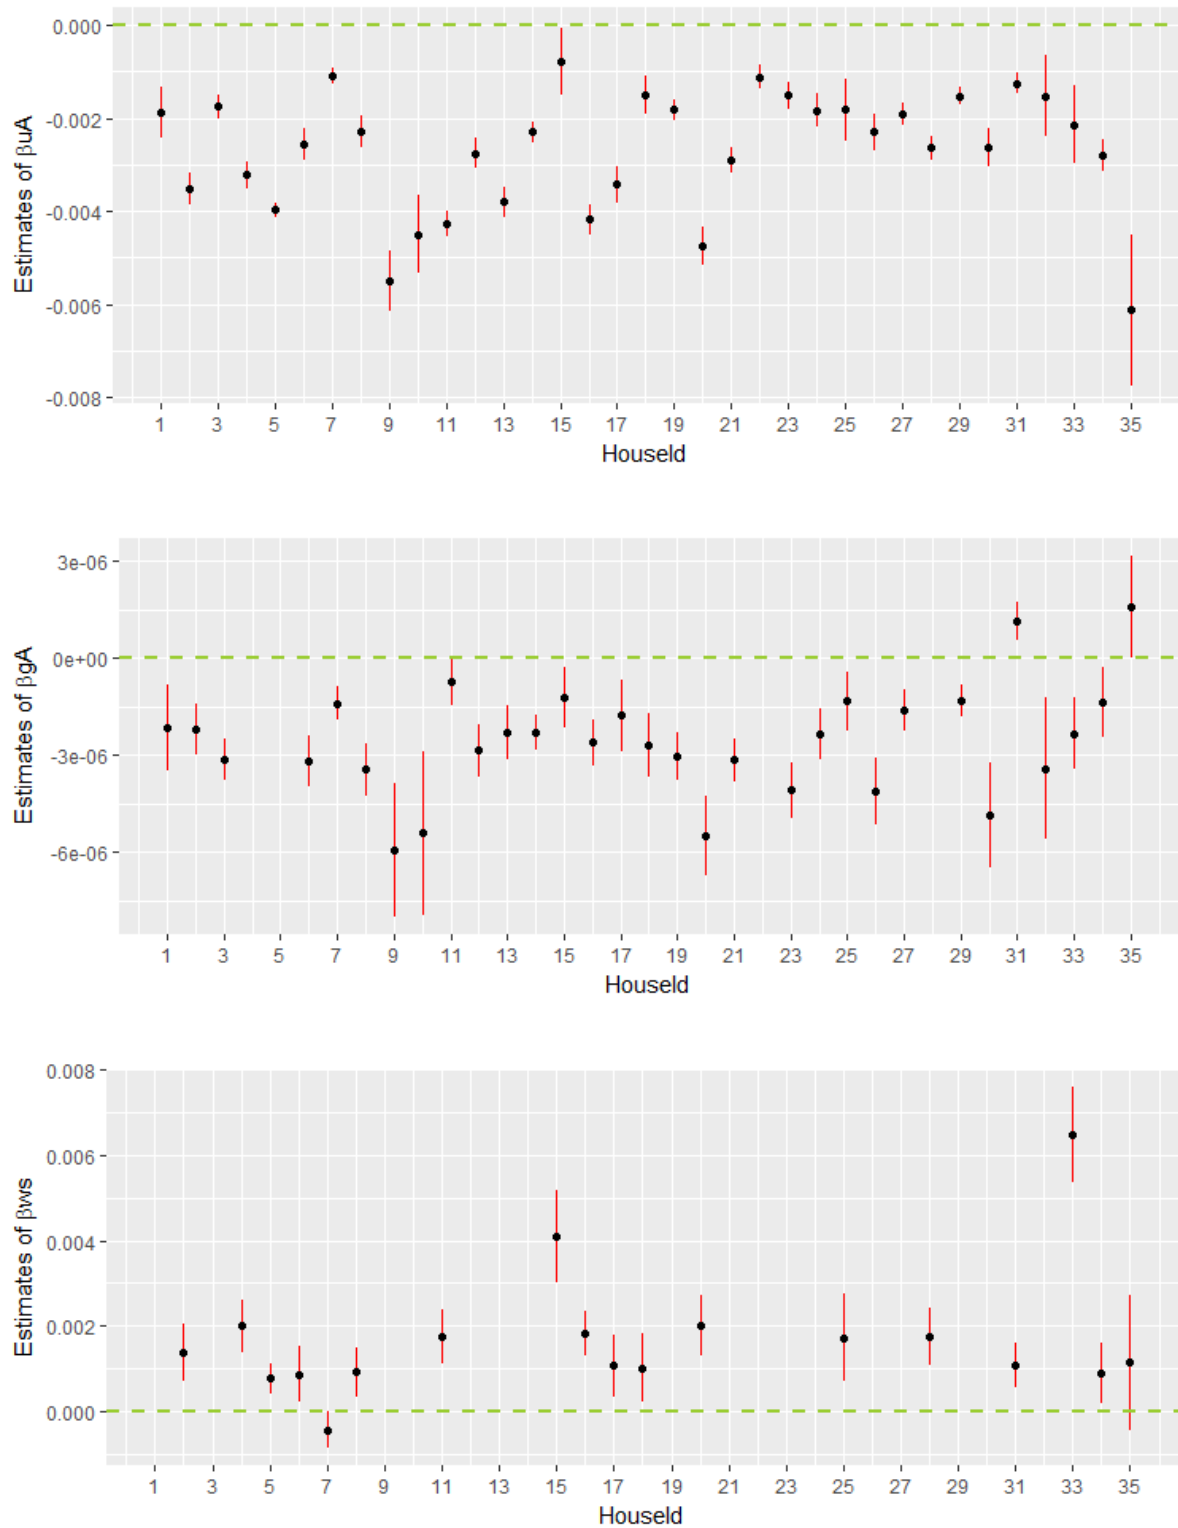 Estimates of βuA
0.000
-0.002
-0.004
-0.006
-0.008
1 3 5 7 9 11 13 15 17 19 21 23 25 27 29 31 33 35
HouseId
Estimates of βgA
3e-06
0e+00
-3e-06
-6e-06
1 3 5 7 9 11 13 15 17 19 21 23 25 27 29 31 33 35
HouseId
Estimates of βws
0.008
0.006
0.004
0.002
0.000
1 3 5 7 9 11 13 15 17 19 21 23 25 27 29 31 33 35
HouseId